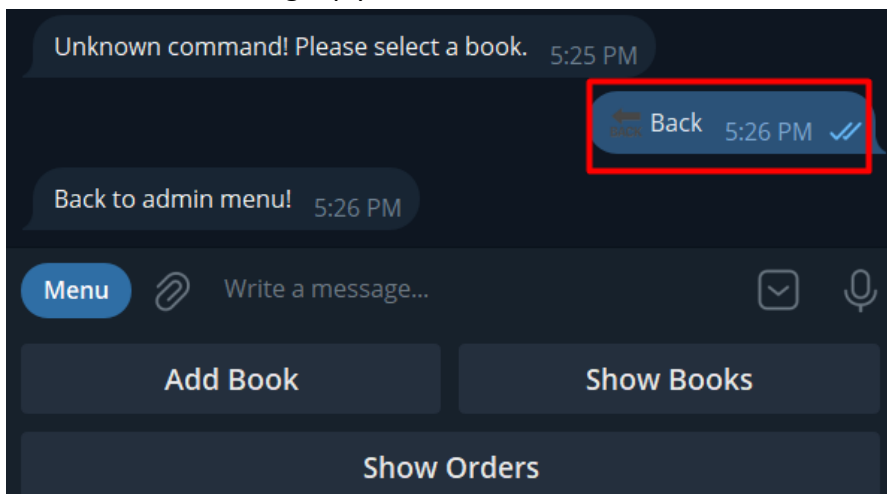 Unknown command! Please select a book. 5:25 PM
🔙 Back 5:26 PM
Back to admin menu! 5:26 PM
Menu Write a message...
Add Book Show Books
Show Orders